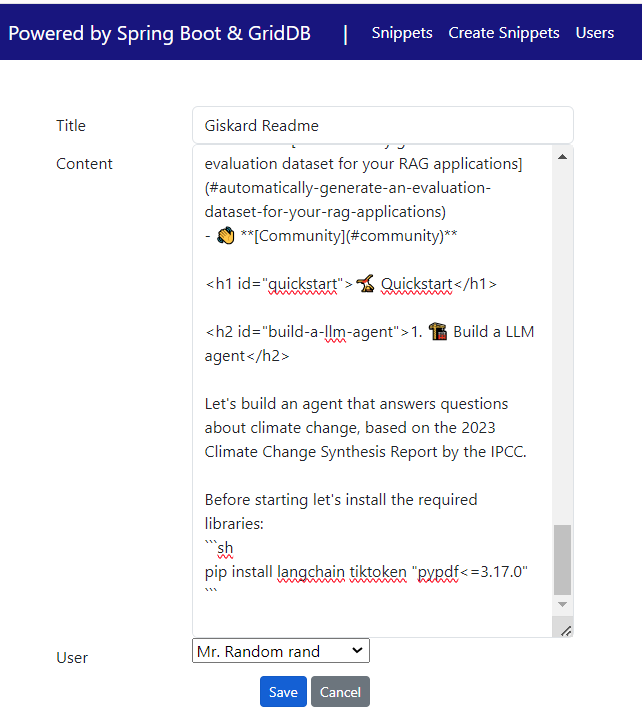 Powered by Spring Boot & GridDB | Snippets Create Snippets Users
Title Giskard Readme
Content
evaluation dataset for your RAG applications]
(#automatically-generate-an-evaluation-
dataset-for-your-rag-applications)
- 👋 **[Community](#community)**
<h1 id="quickstart">🤸‍♀️ Quickstart</h1>
<h2 id="build-a-llm-agent">1. 🏗️ Build a LLM
agent</h2>
Let's build an agent that answers questions
about climate change, based on the 2023
Climate Change Synthesis Report by the IPCC.
Before starting let's install the required
libraries:
```sh
pip install langchain tiktoken "pypdf<=3.17.0"
```
User Mr. Random rand
Save Cancel